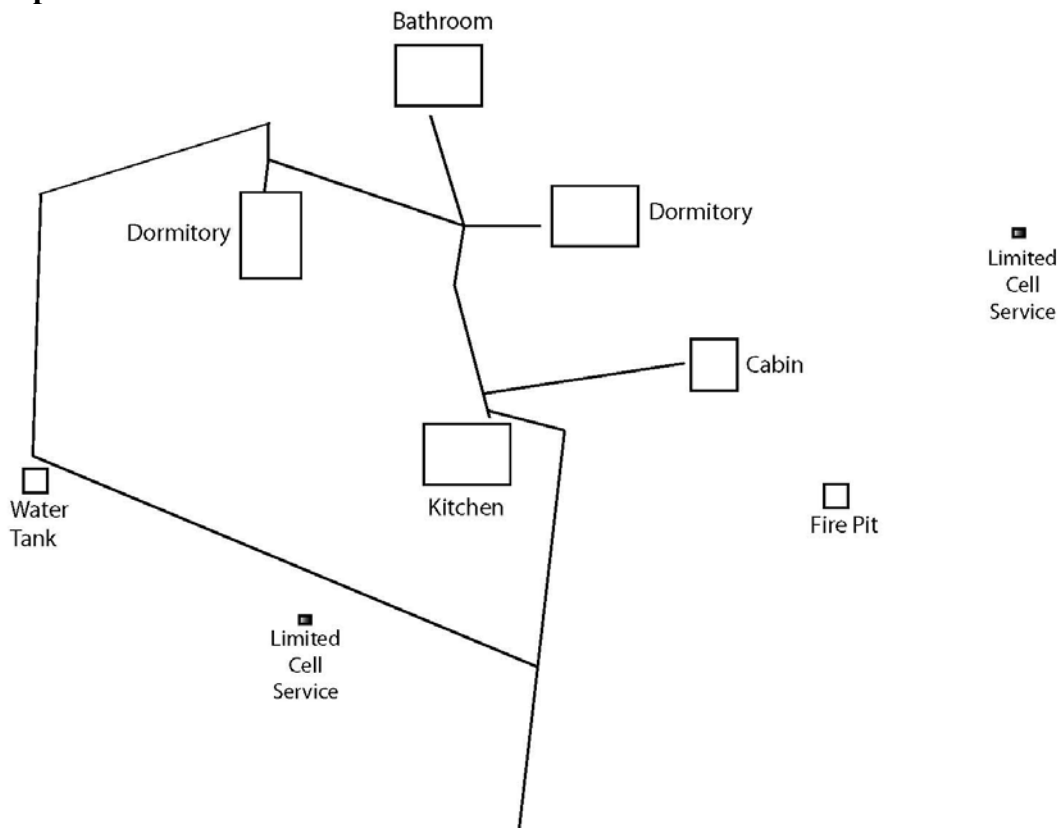 Bathroom
Dormitory
Dormitory
Limited
Cell
Service
Cabin
Kitchen
Water
Tank
Fire Pit
Limited
Cell
Service